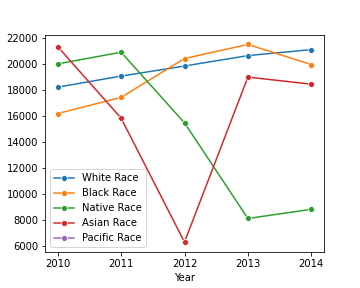 22000
20000
18000
16000
14000
12000
10000
8000
6000
White Race
Black Race
Native Race
Asian Race
Pacific Race
2010 2011 2012 2013 2014
Year